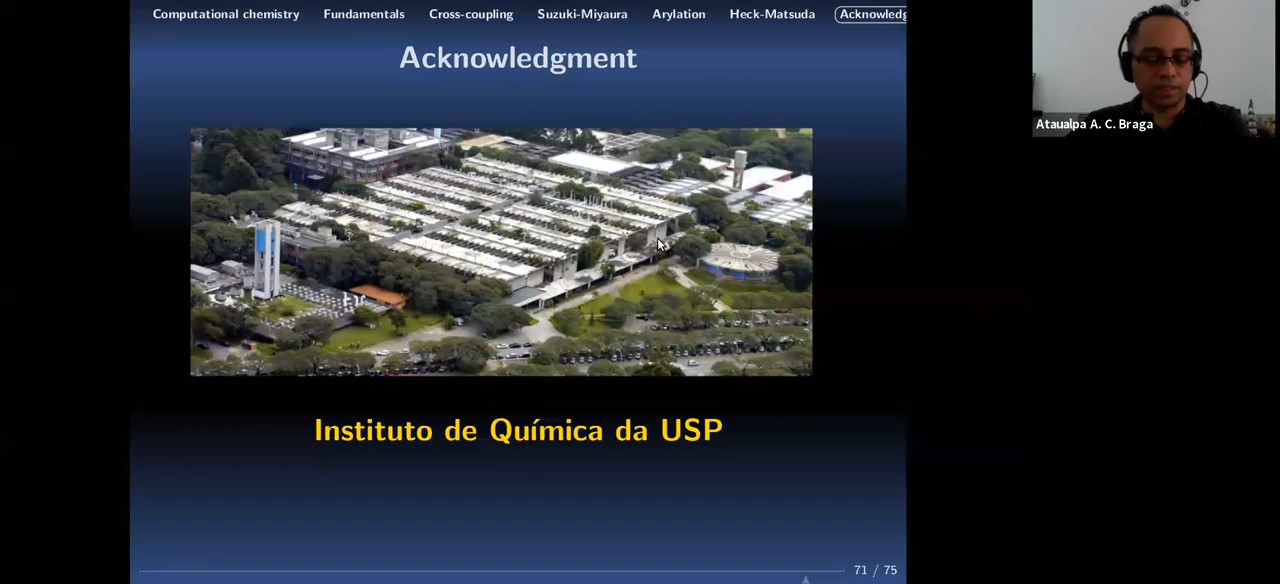 Computational chemistry Fundamentals Cross-coupling Suzuki-Miyaura Arylation Heck-Matsuda Acknowledg
Acknowledgment
Ataualpa A. C. Braga
Instituto de Química da USP
71 / 75